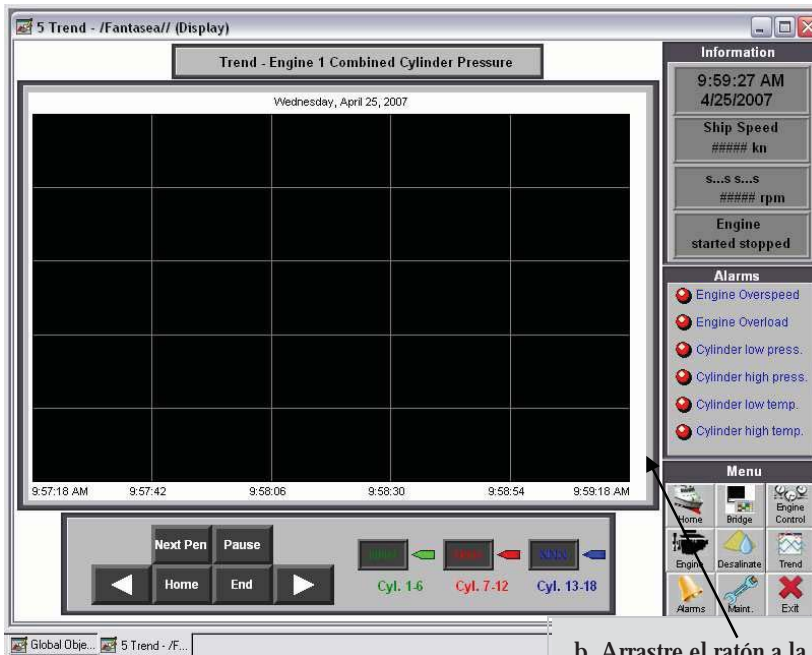 5 Trend - /Fantasea// (Display)
Trend - Engine 1 Combined Cylinder Pressure
Wednesday, April 25, 2007
9:57:18 AM 9:57:42 9:58:06 9:58:30 9:58:54 9:59:18 AM
Next Pen Pause
Home End
Cyl. 1-6 Cyl. 7-12 Cyl. 13-18
Information
9:59:27 AM
4/25/2007
Ship Speed
##### kn
s...s s...s
##### rpm
Engine
started stopped
Alarms
Engine Overspeed
Engine Overload
Cylinder low press.
Cylinder high press.
Cylinder low temp.
Cylinder high temp.
Menu
Home Bridge Engine Control
Engine Desalinate Trend
Alarms Maint. Exit
Global Obje... 5 Trend - /F...
b. Arrastre el ratón a la